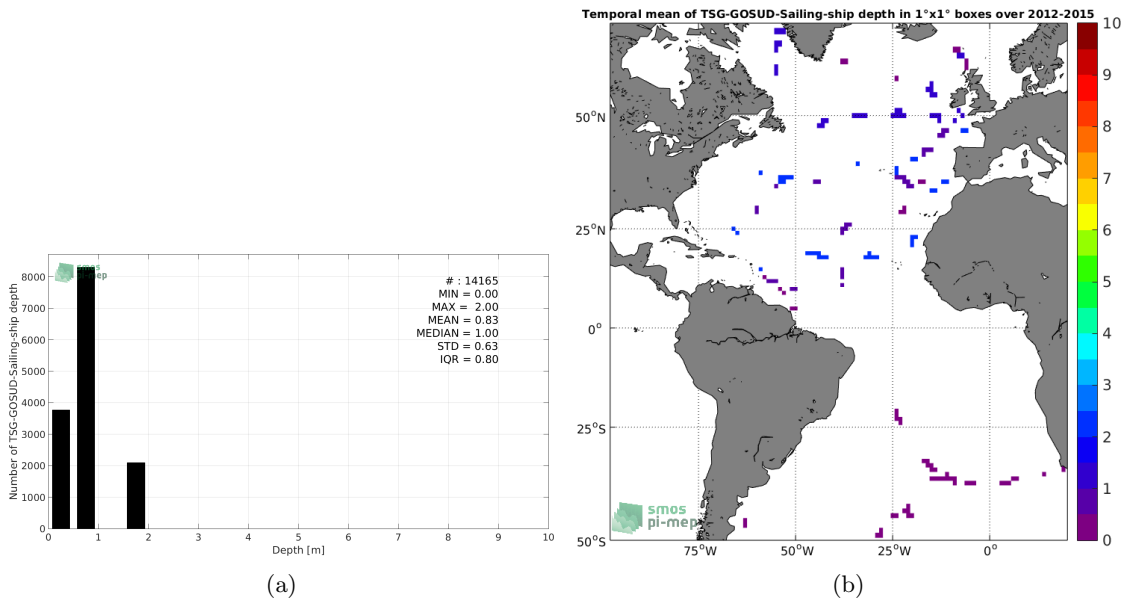 Temporal mean of TSG-GOSUD-Sailing-ship depth in 1°x1° boxes over 2012-2015
smos
pi-mep
# : 14165
MIN = 0.00
MAX = 2.00
MEAN = 0.83
MEDIAN = 1.00
STD = 0.63
IQR = 0.80
Number of TSG-GOSUD-Sailing-ship depth
8000
7000
6000
5000
4000
3000
2000
1000
0
0 1 2 3 4 5 6 7 8 9 10
Depth [m]
50°N
25°N
0°
25°S
50°S
75°W 50°W 25°W 0°
smos
pi-mep
10
9
8
7
6
5
4
3
2
1
0
(a)
(b)